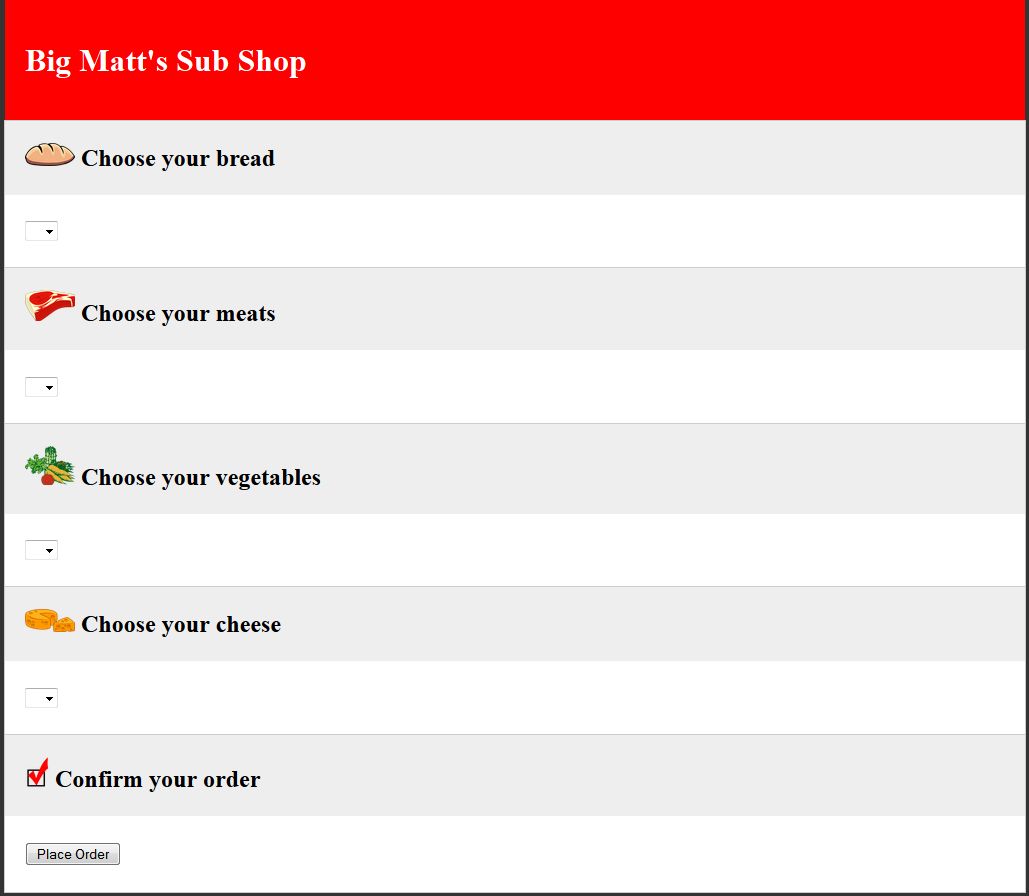 Big Matt's Sub Shop
Choose your bread
Choose your meats
Choose your vegetables
Choose your cheese
Confirm your order
Place Order